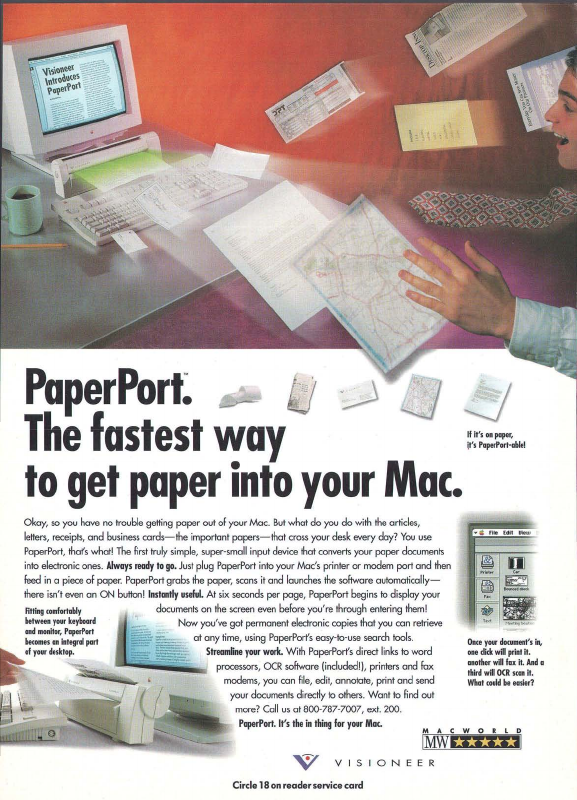 Visioneer
Introduces
PaperPort
PaperPort.™
The fastest way
to get paper into your Mac.
If it's on paper,
it's PaperPort-able!
Okay, so you have no trouble getting paper out of your Mac. But what do you do with the articles,
letters, receipts, and business cards—the important papers—that cross your desk every day? You use
PaperPort, that's what! The first truly simple, super-small input device that converts your paper documents
into electronic ones. Always ready to go. Just plug PaperPort into your Mac's printer or modem port and then
feed in a piece of paper. PaperPort grabs the paper, scans it and launches the software automatically—
there isn't even an ON button! Instantly useful. At six seconds per page, PaperPort begins to display your
documents on the screen even before you're through entering them!
Now you've got permanent electronic copies that you can retrieve
at any time, using PaperPort's easy-to-use search tools.
Streamline your work. With PaperPort's direct links to word
processors, OCR software (included!), printers and fax
modems, you can file, edit, annotate, print and send
your documents directly to others. Want to find out
more? Call us at 800-787-7007, ext. 200.
PaperPort. It's the in thing for your Mac.
Fitting comfortably
between your keyboard
and monitor, PaperPort
becomes an integral part
of your desktop.
File Edit
Printer
Fax
Text
Once your document's in,
one click will print it.
another will fax it. And a
third will OCR scan it.
What could be easier?
MACWORLD
MW
VISIONEER
Circle 18 on reader service card